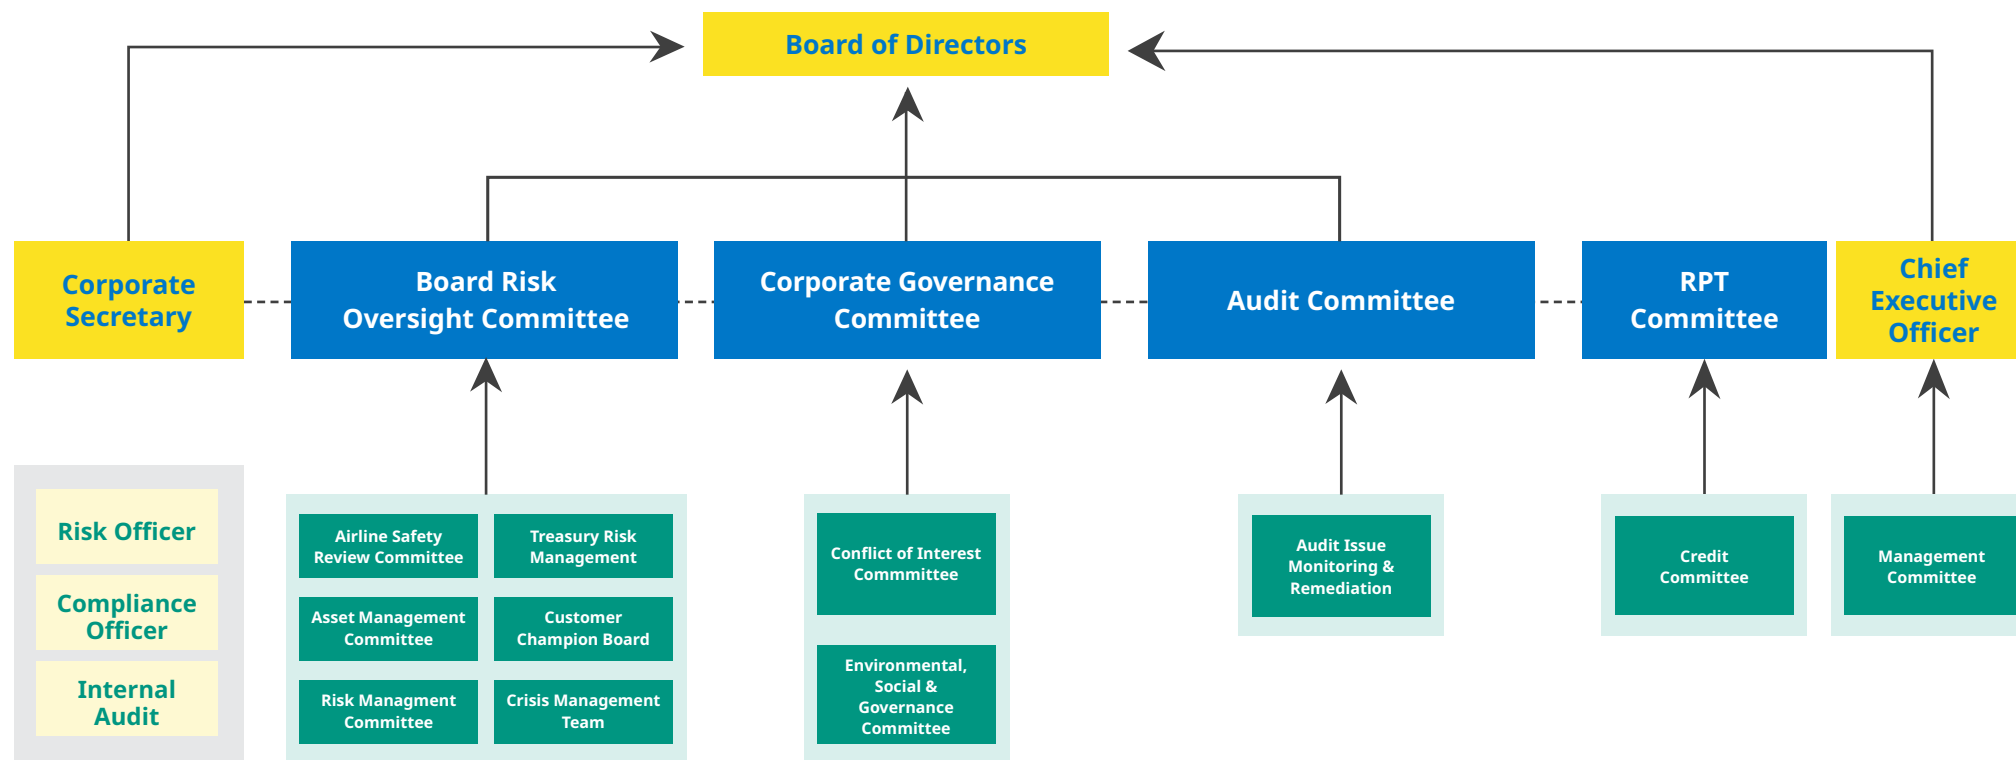 Board of Directors
Corporate
Secretary
Board Risk
Oversight Committee
Corporate Governance
Committee
Audit Committee
RPT
Committee
Chief
Executive
Officer
Risk Officer
Compliance
Officer
Internal
Audit
Airline Safety
Review Committee
Treasury Risk
Management
Asset Management
Committee
Customer
Champion Board
Risk Managment
Committee
Crisis Management
Team
Conflict of Interest
Commmittee
Environmental,
Social &
Governance
Committee
Audit Issue
Monitoring &
Remediation
Credit
Committee
Management
Committee